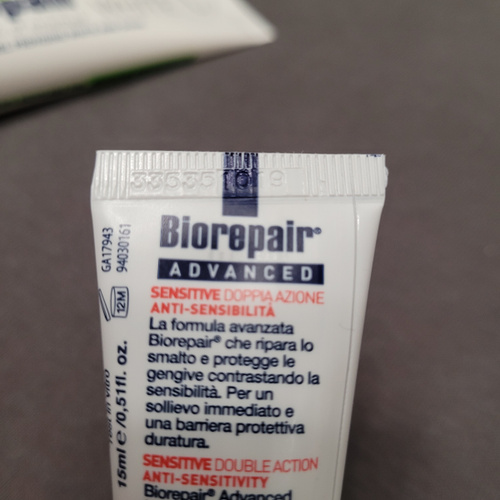 Biorepair®
ADVANCED
SENSITIVE DOPPIA AZIONE
ANTI-SENSIBILITÀ
La formula avanzata
Biorepair® che ripara lo
smalto e protegge le
gengive contrastando la
sensibilità. Per un
sollievo immediato e
una barriera protettiva
duratura.
SENSITIVE DOUBLE ACTION
ANTI-SENSITIVITY
Biorepair® Advanced
GA17943
94030161
12M
15ml e /0,51fl. oz.